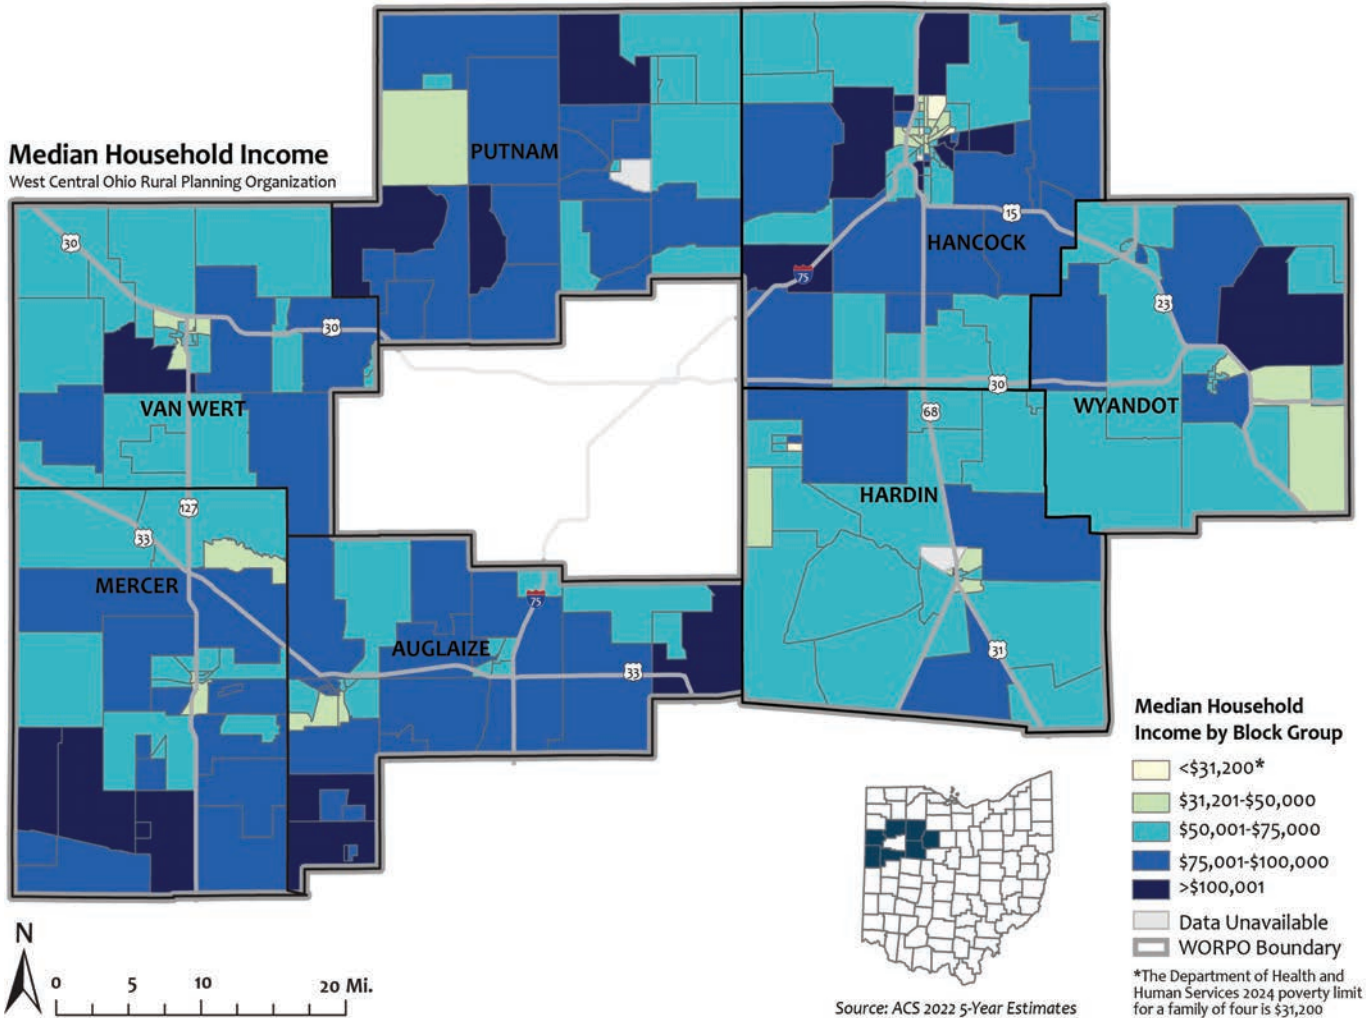 Median Household Income
West Central Ohio Rural Planning Organization
PUTNAM
HANCOCK
15
75
30
30
23
VAN WERT
30
WYANDOT
68
HARDIN
127
33
MERCER
75
AUGLAIZE
33
31
Median Household
Income by Block Group
<$31,200*
$31,201-$50,000
$50,001-$75,000
$75,001-$100,000
>$100,001
Data Unavailable
WORPO Boundary
*The Department of Health and
Human Services 2024 poverty limit
for a family of four is $31,200
N
0 5 10 20 Mi.
Source: ACS 2022 5-Year Estimates